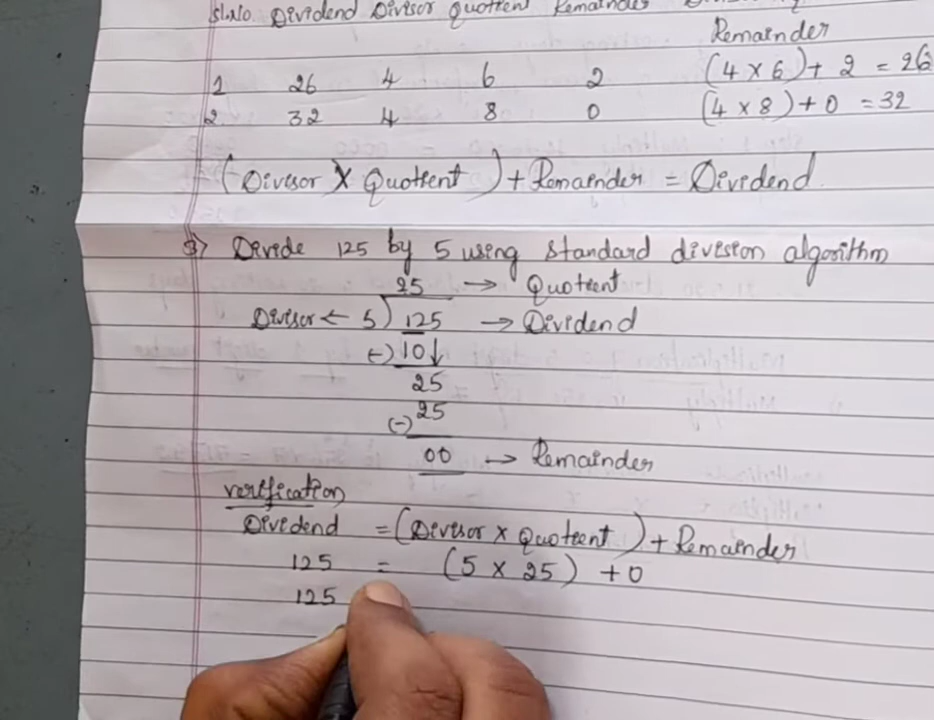 Sl.No. Dividend Divisor Quotient Remainder
Remainder
1 26 4 6 2 (4 × 6) + 2 = 26
2. 32 4 8 0 (4 × 8) + 0 = 32
(Divisor × Quotient) + Remainder = Dividend.
3) Divide 125 by 5 using standard division algorithm
25 → Quotient
Divisor ← 5) 125 → Dividend
(-) 10↓
25
(-) 25
00 → Remainder
verification
Dividend = (Divisor × Quotient) + Remainder
125 = (5 × 25) + 0
125